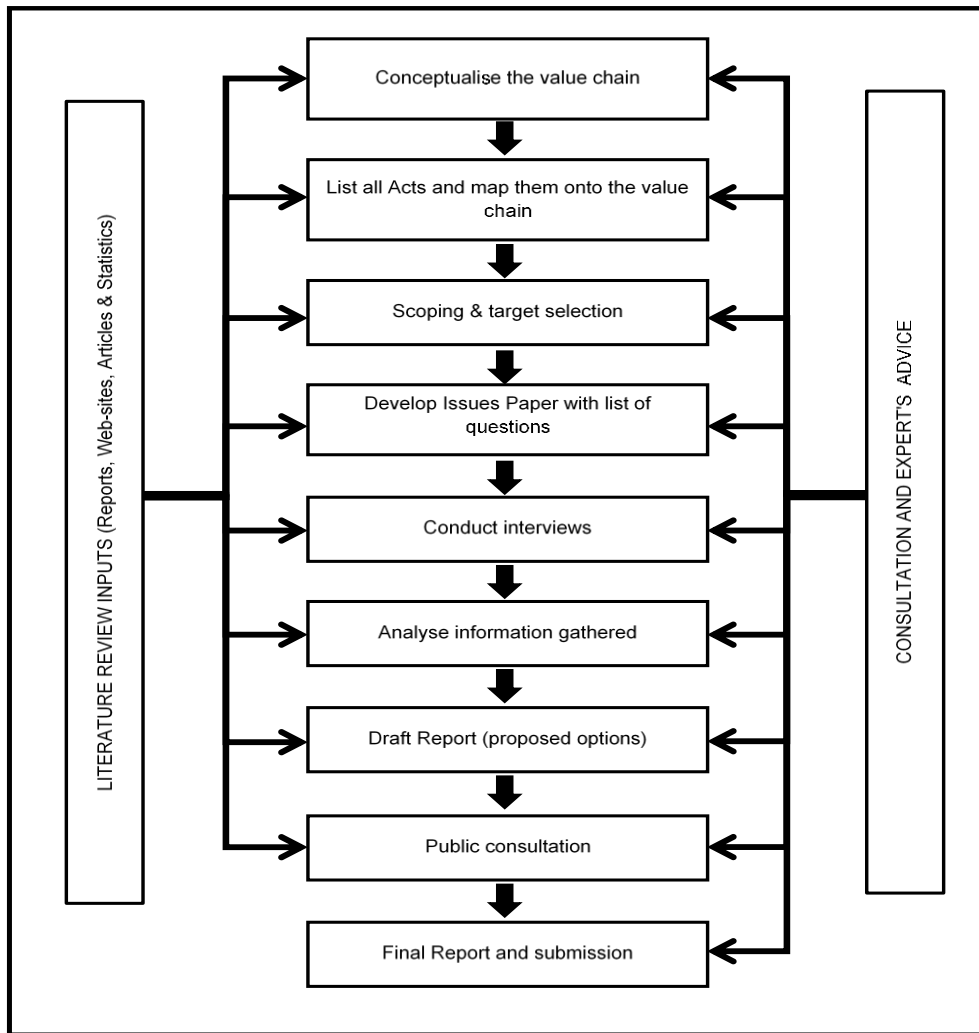 Conceptualise the value chain
List all Acts and map them onto the value
chain
Scoping & target selection
Develop Issues Paper with list of
questions
Conduct interviews
Analyse information gathered
Draft Report (proposed options)
Public consultation
Final Report and submission
LITERATURE REVIEW INPUTS (Reports, Web-sites, Articles & Statistics)
CONSULTATION AND EXPERT'S ADVICE